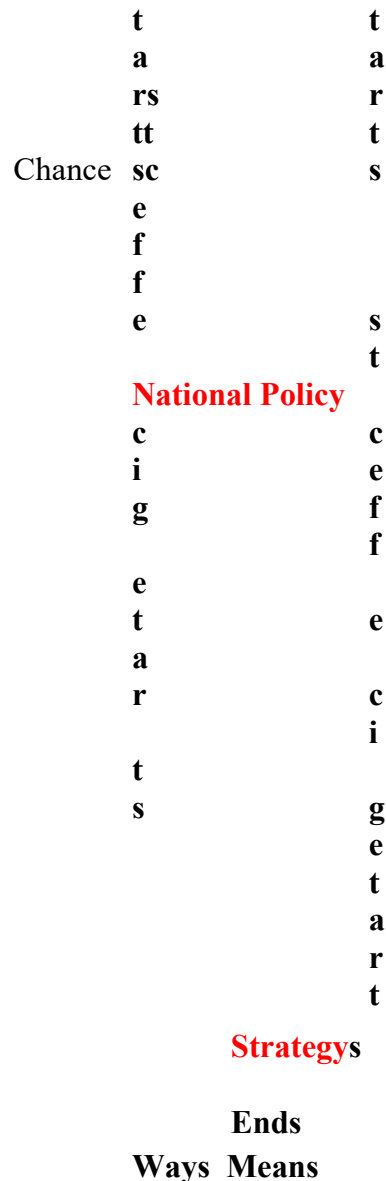 t t
a a
rs r
tt t
Chance sc s
e
f
f
e s
t
National Policy
c c
i e
g f
f
e
t e
a
r c
i
t
s g
e
t
a
r
t
Strategys
Ends
Ways Means